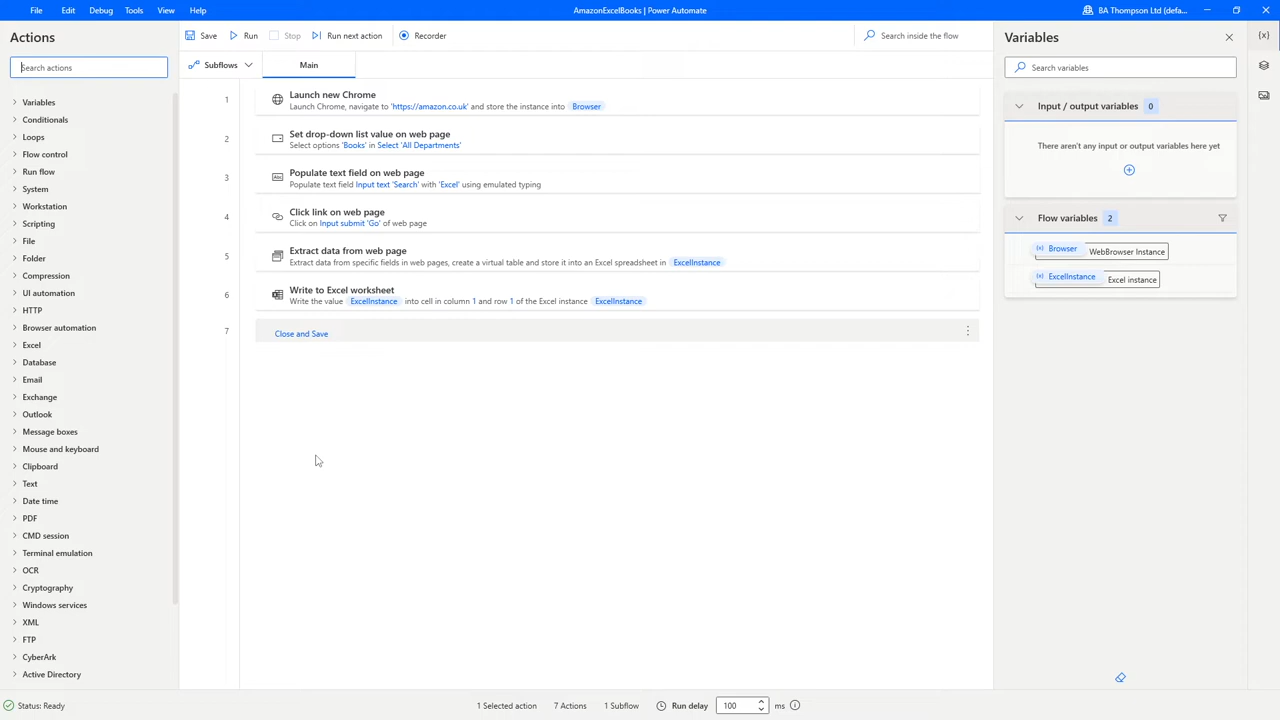 File Edit Debug Tools View Help
AmazonExcelBooks | Power Automate
BA Thompson Ltd (defa...
Actions
Search actions
Variables
Conditionals
Loops
Flow control
Run flow
System
Workstation
Scripting
File
Folder
Compression
UI automation
HTTP
Browser automation
Excel
Database
Email
Exchange
Outlook
Message boxes
Mouse and keyboard
Clipboard
Text
Date time
PDF
CMD session
Terminal emulation
OCR
Cryptography
Windows services
XML
FTP
CyberArk
Active Directory
Save Run Stop Run next action Recorder
Search inside the flow
Subflows Main
1 Launch new Chrome
Launch Chrome, navigate to 'https://amazon.co.uk' and store the instance into Browser
2 Set drop-down list value on web page
Select options 'Books' in Select 'All Departments'
3 Populate text field on web page
Abc
Populate text field Input text 'Search' with 'Excel' using emulated typing
4 Click link on web page
Click on Input submit 'Go' of web page
5 Extract data from web page
Extract data from specific fields in web pages, create a virtual table and store it into an Excel spreadsheet in ExcelInstance
6 Write to Excel worksheet
Write the value ExcelInstance into cell in column 1 and row 1 of the Excel instance ExcelInstance
7 Close and Save
Variables
Search variables
{x}
Input / output variables 0
There aren't any input or output variables here yet
Flow variables 2
(x) Browser WebBrowser Instance
(x) ExcelInstance Excel instance
Status: Ready
1 Selected action 7 Actions 1 Subflow Run delay 100 ms